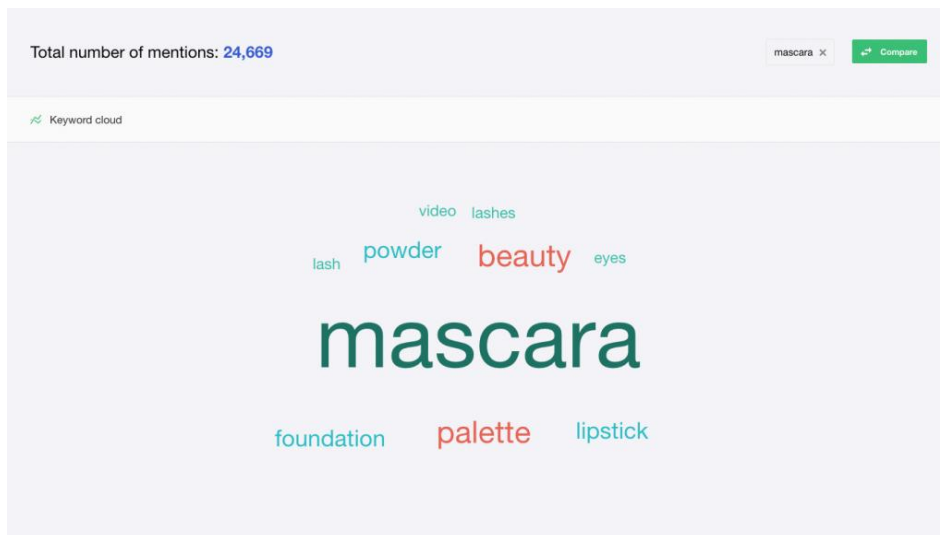 Total number of mentions: 24,669
mascara ×
Compare
Keyword cloud
video lashes
lash powder beauty eyes
mascara
foundation palette lipstick